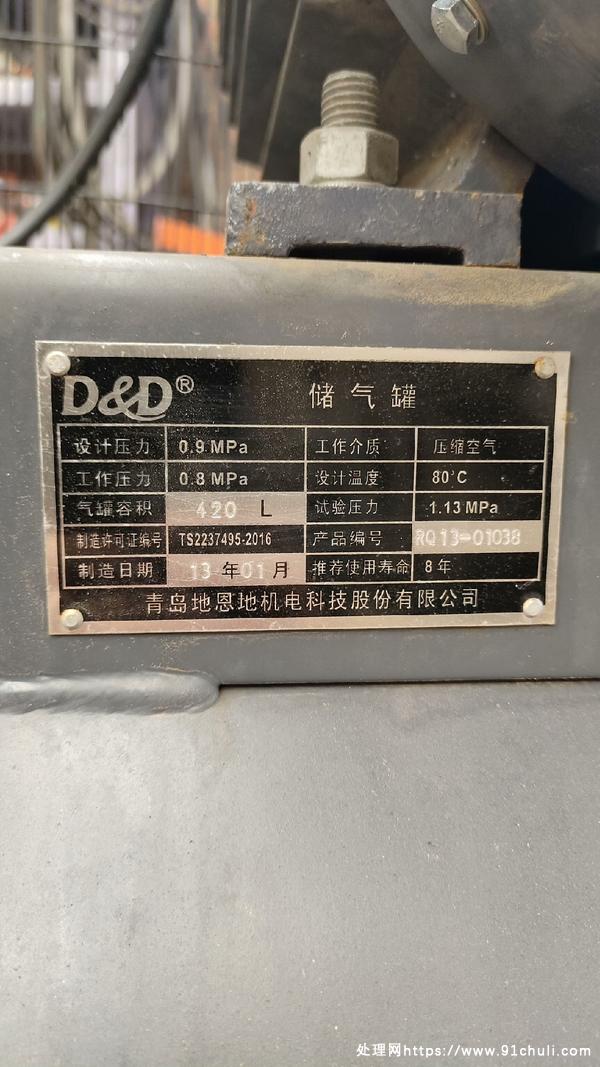 D&D® 储气罐
设计压力 0.9 MPa 工作介质 压缩空气
工作压力 0.8 MPa 设计温度 80°C
气罐容积 420 L 试验压力 1.13 MPa
制造许可证编号 TS2237495-2016 产品编号 RQ13-01038
制造日期 13 年 01 月 推荐使用寿命 8 年
青岛地恩地机电科技股份有限公司
处理网https://www.91chuli.com